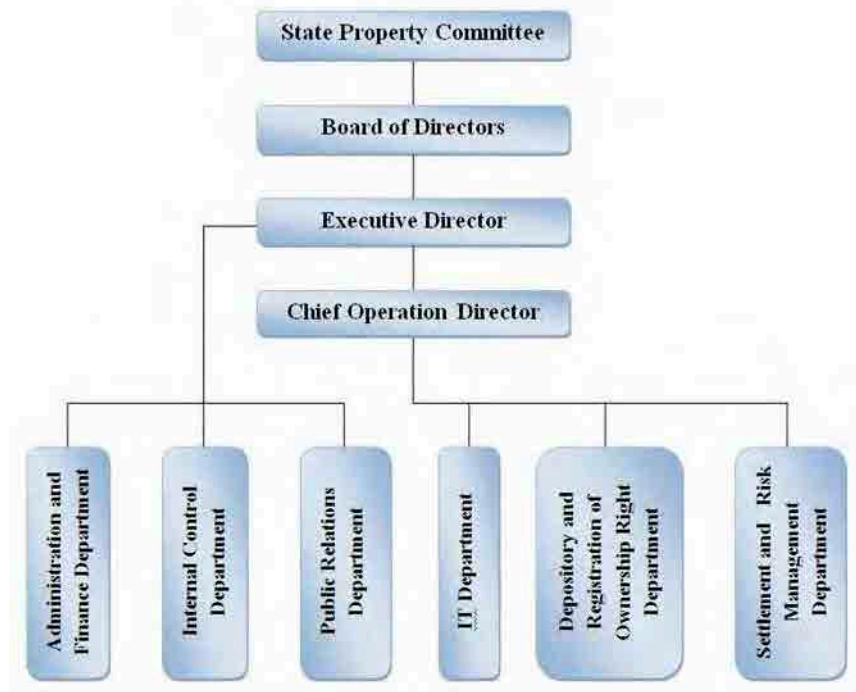 State Property Committee
Board of Directors
Executive Director
Chief Operation Director
Administration and
Finance Department
Internal Control
Department
Public Relations
Department
IT Department
Depository and
Registration of
Ownership Right
Department
Settlement and Risk
Management
Department